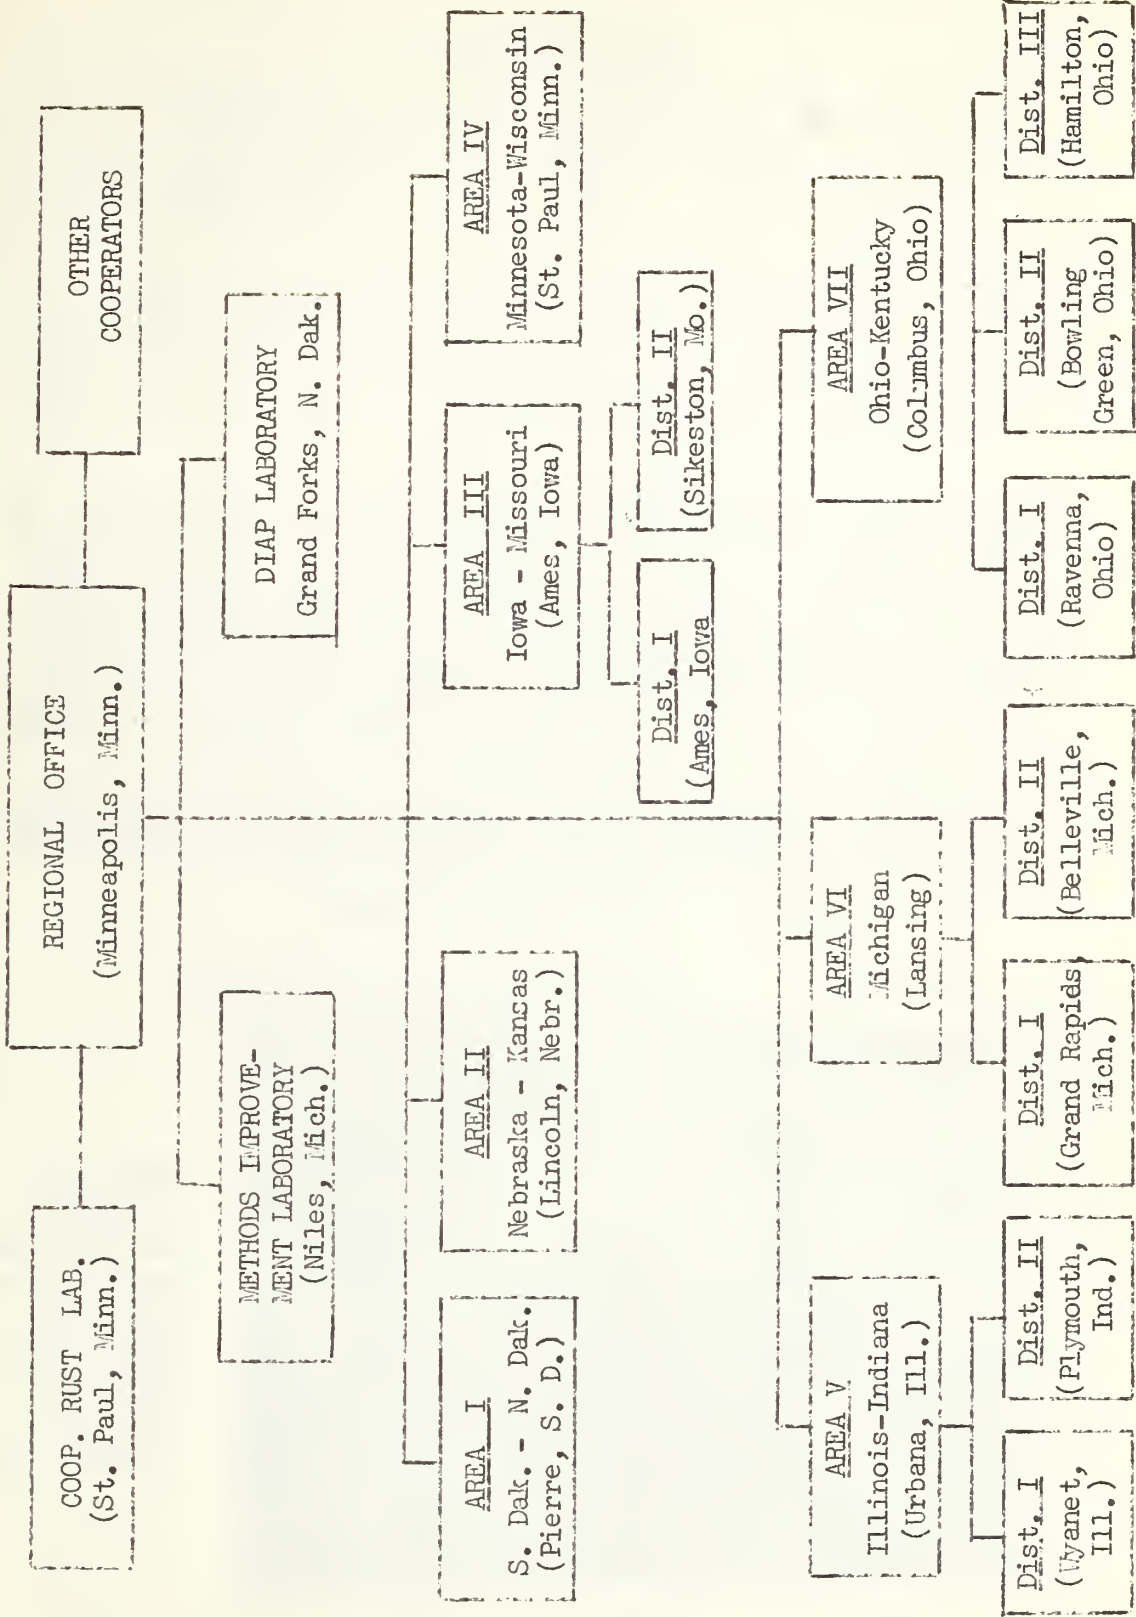 COOP. RUST LAB.
(St. Paul, Minn.)
REGIONAL OFFICE
(Minneapolis, Minn.)
OTHER
COOPERATORS
METHODS IMPROVE-
MENT LABORATORY
(Niles, Mich.)
DIAP LABORATORY
Grand Forks, N. Dak.
AREA I
S. Dak. - N. Dak.
(Pierre, S. D.)
AREA II
Nebraska - Kansas
(Lincoln, Nebr.)
AREA III
Iowa - Missouri
(Ames, Iowa)
AREA IV
Minnesota-Wisconsin
(St. Paul, Minn.)
Dist. I
(Ames, Iowa
Dist. II
(Sikeston, Mo.)
AREA V
Illinois-Indiana
(Urbana, Ill.)
AREA VI
Michigan
(Lansing)
AREA VII
Ohio-Kentucky
(Columbus, Ohio)
Dist. I
(Wyanet,
Ill.)
Dist. II
(Plymouth,
Ind.)
Dist. I
(Grand Rapids,
Mich.)
Dist. II
(Belleville,
Mich.)
Dist. I
(Ravenna,
Ohio)
Dist. II
(Bowling
Green, Ohio)
Dist. III
(Hamilton,
Ohio)